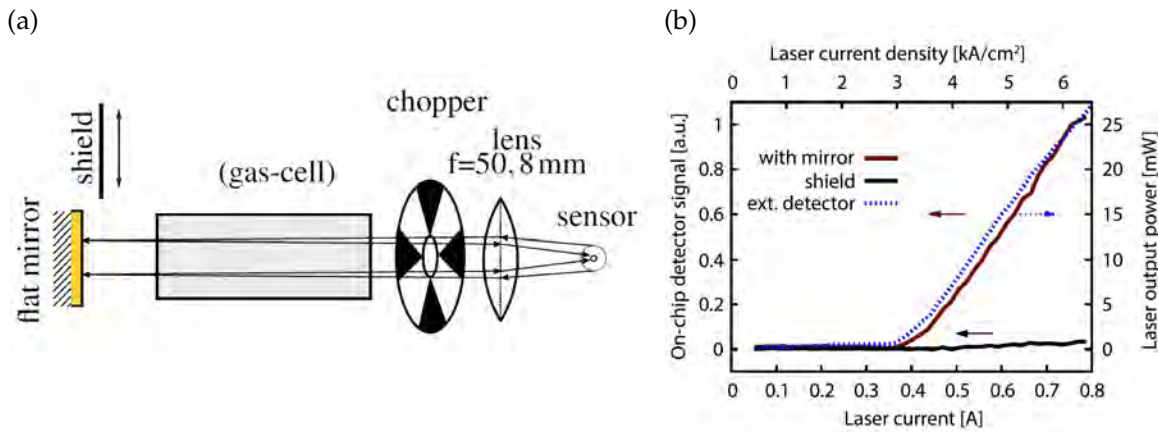 (a)
shield
chopper
lens
f=50, 8 mm
(gas-cell)
sensor
flat mirror
(b)
Laser current density [kA/cm²]
0 1 2 3 4 5 6
On-chip detector signal [a.u.]
1
0.8
0.6
0.4
0.2
0
with mirror
shield
ext. detector
25
20
15
10
5
0
Laser output power [mW]
0 0.1 0.2 0.3 0.4 0.5 0.6 0.7 0.8
Laser current [A]